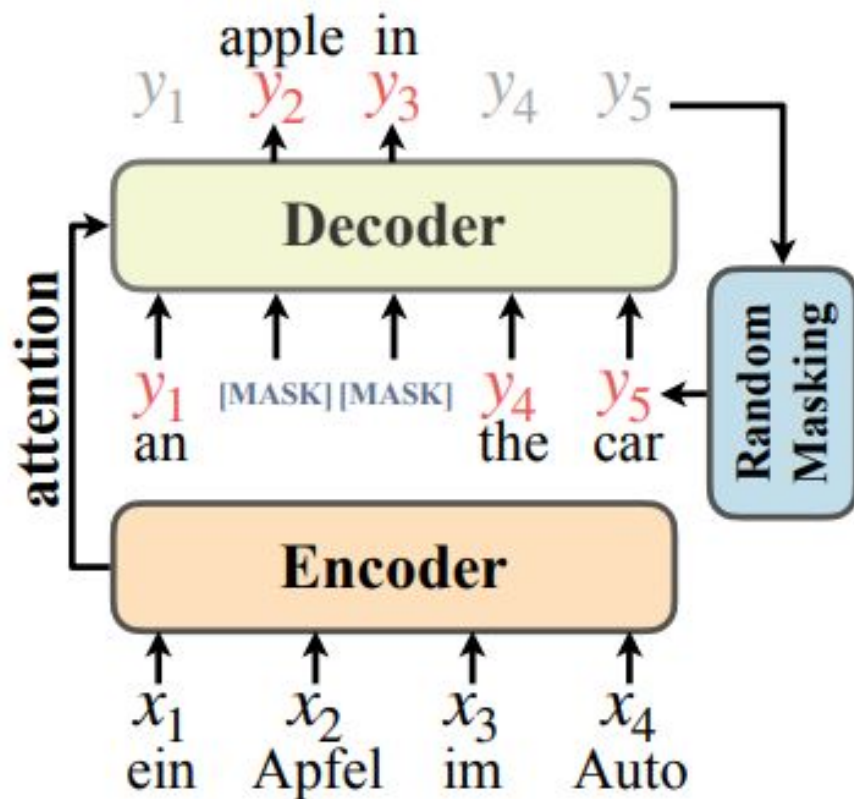 apple in
y₁ y₂ y₃ y₄ y₅
Decoder
attention
Random
Masking
y₁ [MASK] [MASK] y₄ y₅
an the car
Encoder
x₁ x₂ x₃ x₄
ein Apfel im Auto